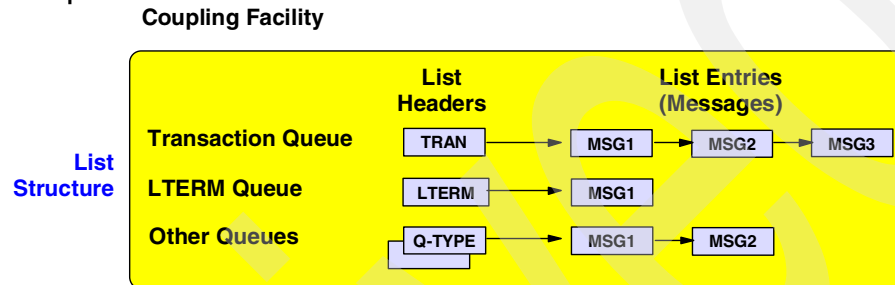 Coupling Facility
List
Headers
List Entries
(Messages)
List
Structure
Transaction Queue
TRAN
MSG1
MSG2
MSG3
LTERM Queue
LTERM
MSG1
Other Queues
Q-TYPE
MSG1
MSG2